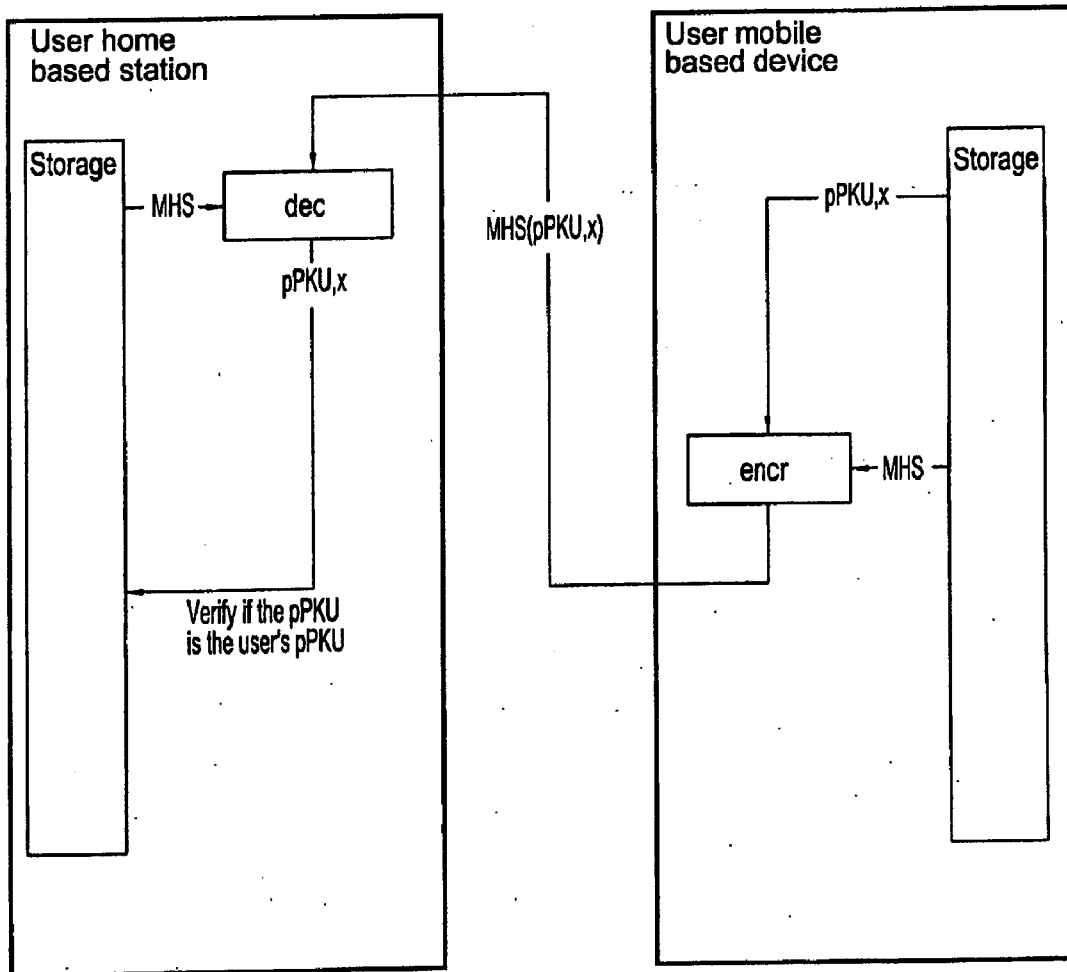 User home
based station
Storage
MHS
dec
pPKU,x
Verify if the pPKU
is the user's pPKU
MHS(pPKU,x)
User mobile
based device
Storage
pPKU,x
encr
MHS